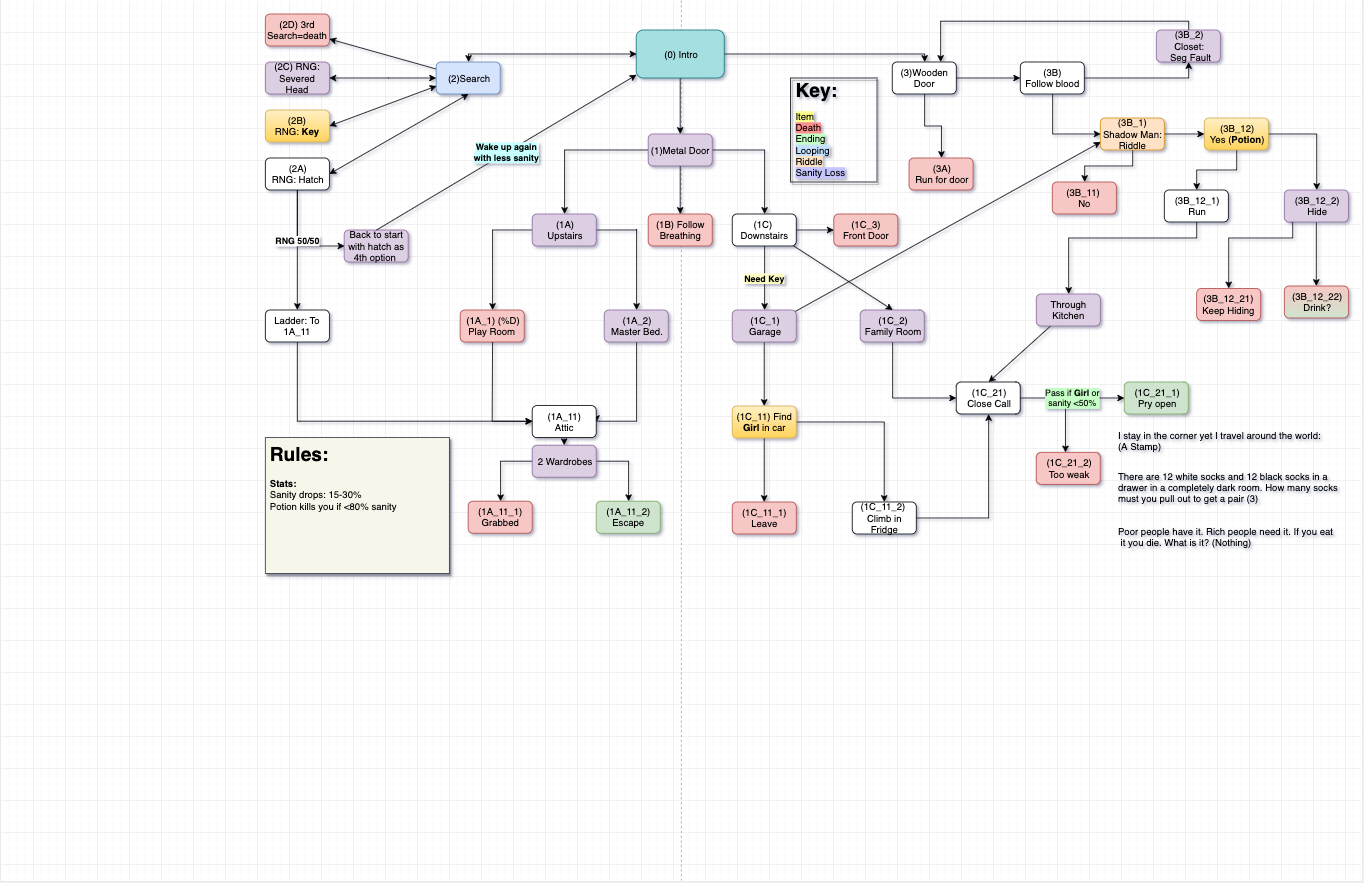 (2D) 3rd
Search=death
(2C) RNG:
Severed
Head
(2B)
RNG: Key
(2A)
RNG: Hatch
(2)Search
(0) Intro
(3)Wooden
Door
(3B)
Follow blood
(3B_2)
Closet:
Seg Fault
Key:
Item
Death
Ending
Looping
Riddle
Sanity Loss
(3B_1)
Shadow Man:
Riddle
(3B_12)
Yes (Potion)
(3A)
Run for door
(3B_11)
No
(3B_12_1)
Run
(3B_12_2)
Hide
Wake up again
with less sanity
(1)Metal Door
RNG 50/50
Back to start
with hatch as
4th option
(1A)
Upstairs
(1B) Follow
Breathing
(1C)
Downstairs
(1C_3)
Front Door
Need Key
Through
Kitchen
(3B_12_21)
Keep Hiding
(3B_12_22)
Drink?
Ladder: To
1A_11
(1A_1) (%D)
Play Room
(1A_2)
Master Bed.
(1C_1)
Garage
(1C_2)
Family Room
(1A_11)
Attic
(1C_11) Find
Girl in car
(1C_21)
Close Call
Pass if Girl or
sanity <50%
(1C_21_1)
Pry open
2 Wardrobes
(1C_21_2)
Too weak
(1A_11_1)
Grabbed
(1A_11_2)
Escape
(1C_11_1)
Leave
(1C_11_2)
Climb in
Fridge
Rules:
Stats:
Sanity drops: 15-30%
Potion kills you if <80% sanity
I stay in the corner yet I travel around the world:
(A Stamp)
There are 12 white socks and 12 black socks in a
drawer in a completely dark room. How many socks
must you pull out to get a pair (3)
Poor people have it. Rich people need it. If you eat
it you die. What is it? (Nothing)